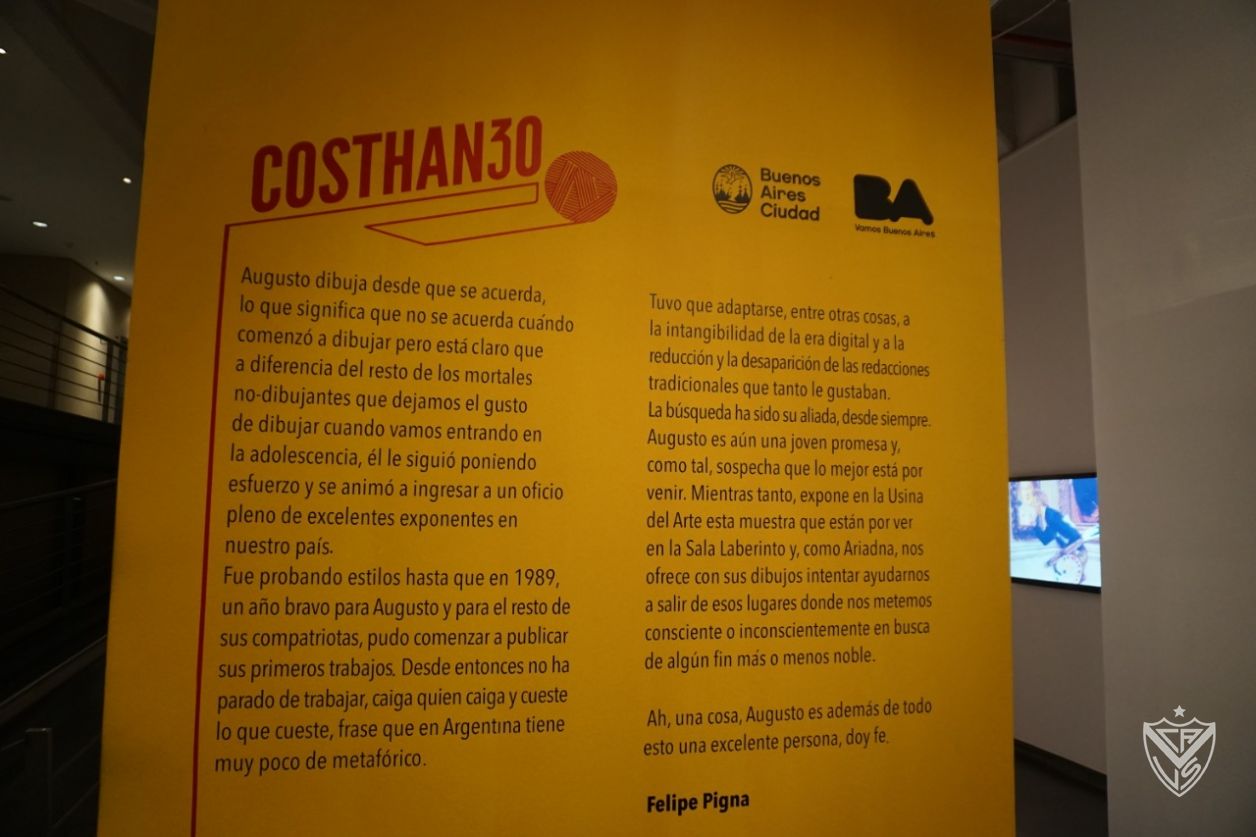 COSTHAN30
Buenos
Aires
Ciudad
BA
Vamos Buenos Aires
Augusto dibuja desde que se acuerda,
lo que significa que no se acuerda cuándo
comenzó a dibujar pero está claro que
a diferencia del resto de los mortales
no-dibujantes que dejamos el gusto
de dibujar cuando vamos entrando en
la adolescencia, él le siguió poniendo
esfuerzo y se animó a ingresar a un oficio
pleno de excelentes exponentes en
nuestro país.
Fue probando estilos hasta que en 1989,
un año bravo para Augusto y para el resto de
sus compatriotas, pudo comenzar a publicar
sus primeros trabajos. Desde entonces no ha
parado de trabajar, caiga quien caiga y cueste
lo que cueste, frase que en Argentina tiene
muy poco de metafórico.
Tuvo que adaptarse, entre otras cosas, a
la intangibilidad de la era digital y a la
reducción y la desaparición de las redacciones
tradicionales que tanto le gustaban.
La búsqueda ha sido su aliada, desde siempre.
Augusto es aún una joven promesa y,
como tal, sospecha que lo mejor está por
venir. Mientras tanto, expone en la Usina
del Arte esta muestra que están por ver
en la Sala Laberinto y, como Ariadna, nos
ofrece con sus dibujos intentar ayudarnos
a salir de esos lugares donde nos metemos
consciente o inconscientemente en busca
de algún fin más o menos noble.
Ah, una cosa, Augusto es además de todo
esto una excelente persona, doy fe.
Felipe Pigna